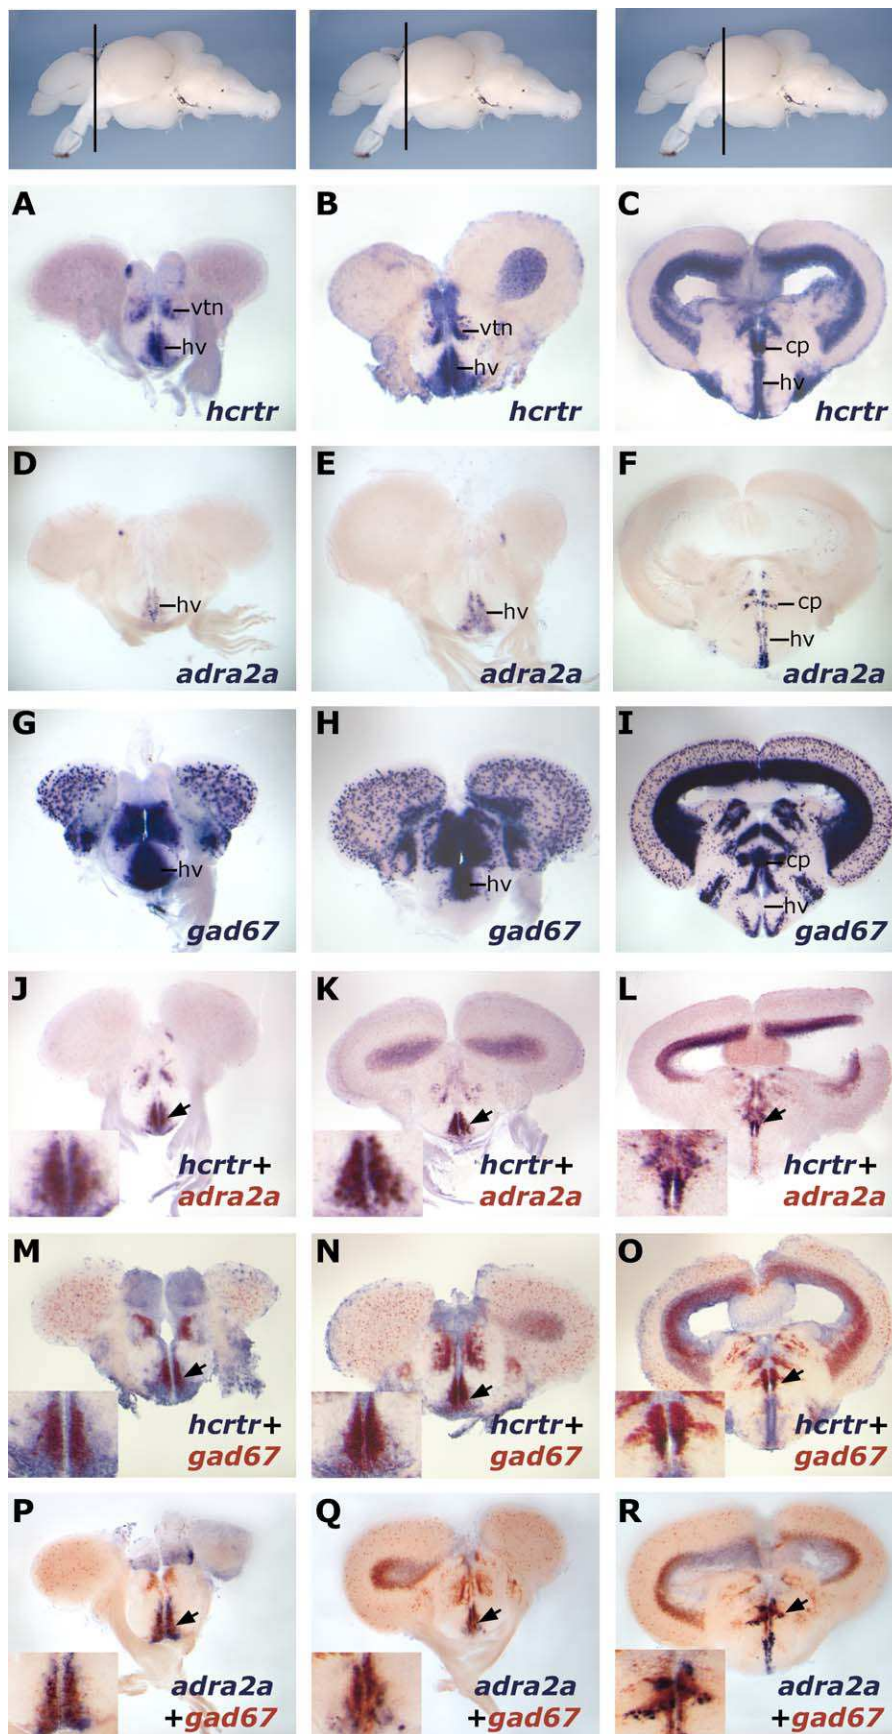 A
vtn
hv
hcrtr
B
vtn
hv
hcrtr
C
cp
hv
hcrtr
D
hv
adra2a
E
hv
adra2a
F
cp
hv
adra2a
G
hv
gad67
H
hv
gad67
I
cp
hv
gad67
J
hcrtr+
adra2a
K
hcrtr+
adra2a
L
hcrtr+
adra2a
M
hcrtr+
gad67
N
hcrtr+
gad67
O
hcrtr+
gad67
P
adra2a
+gad67
Q
adra2a
+gad67
R
adra2a
+gad67